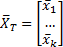 X̄_T = [x̄_1
...
x̄_k]